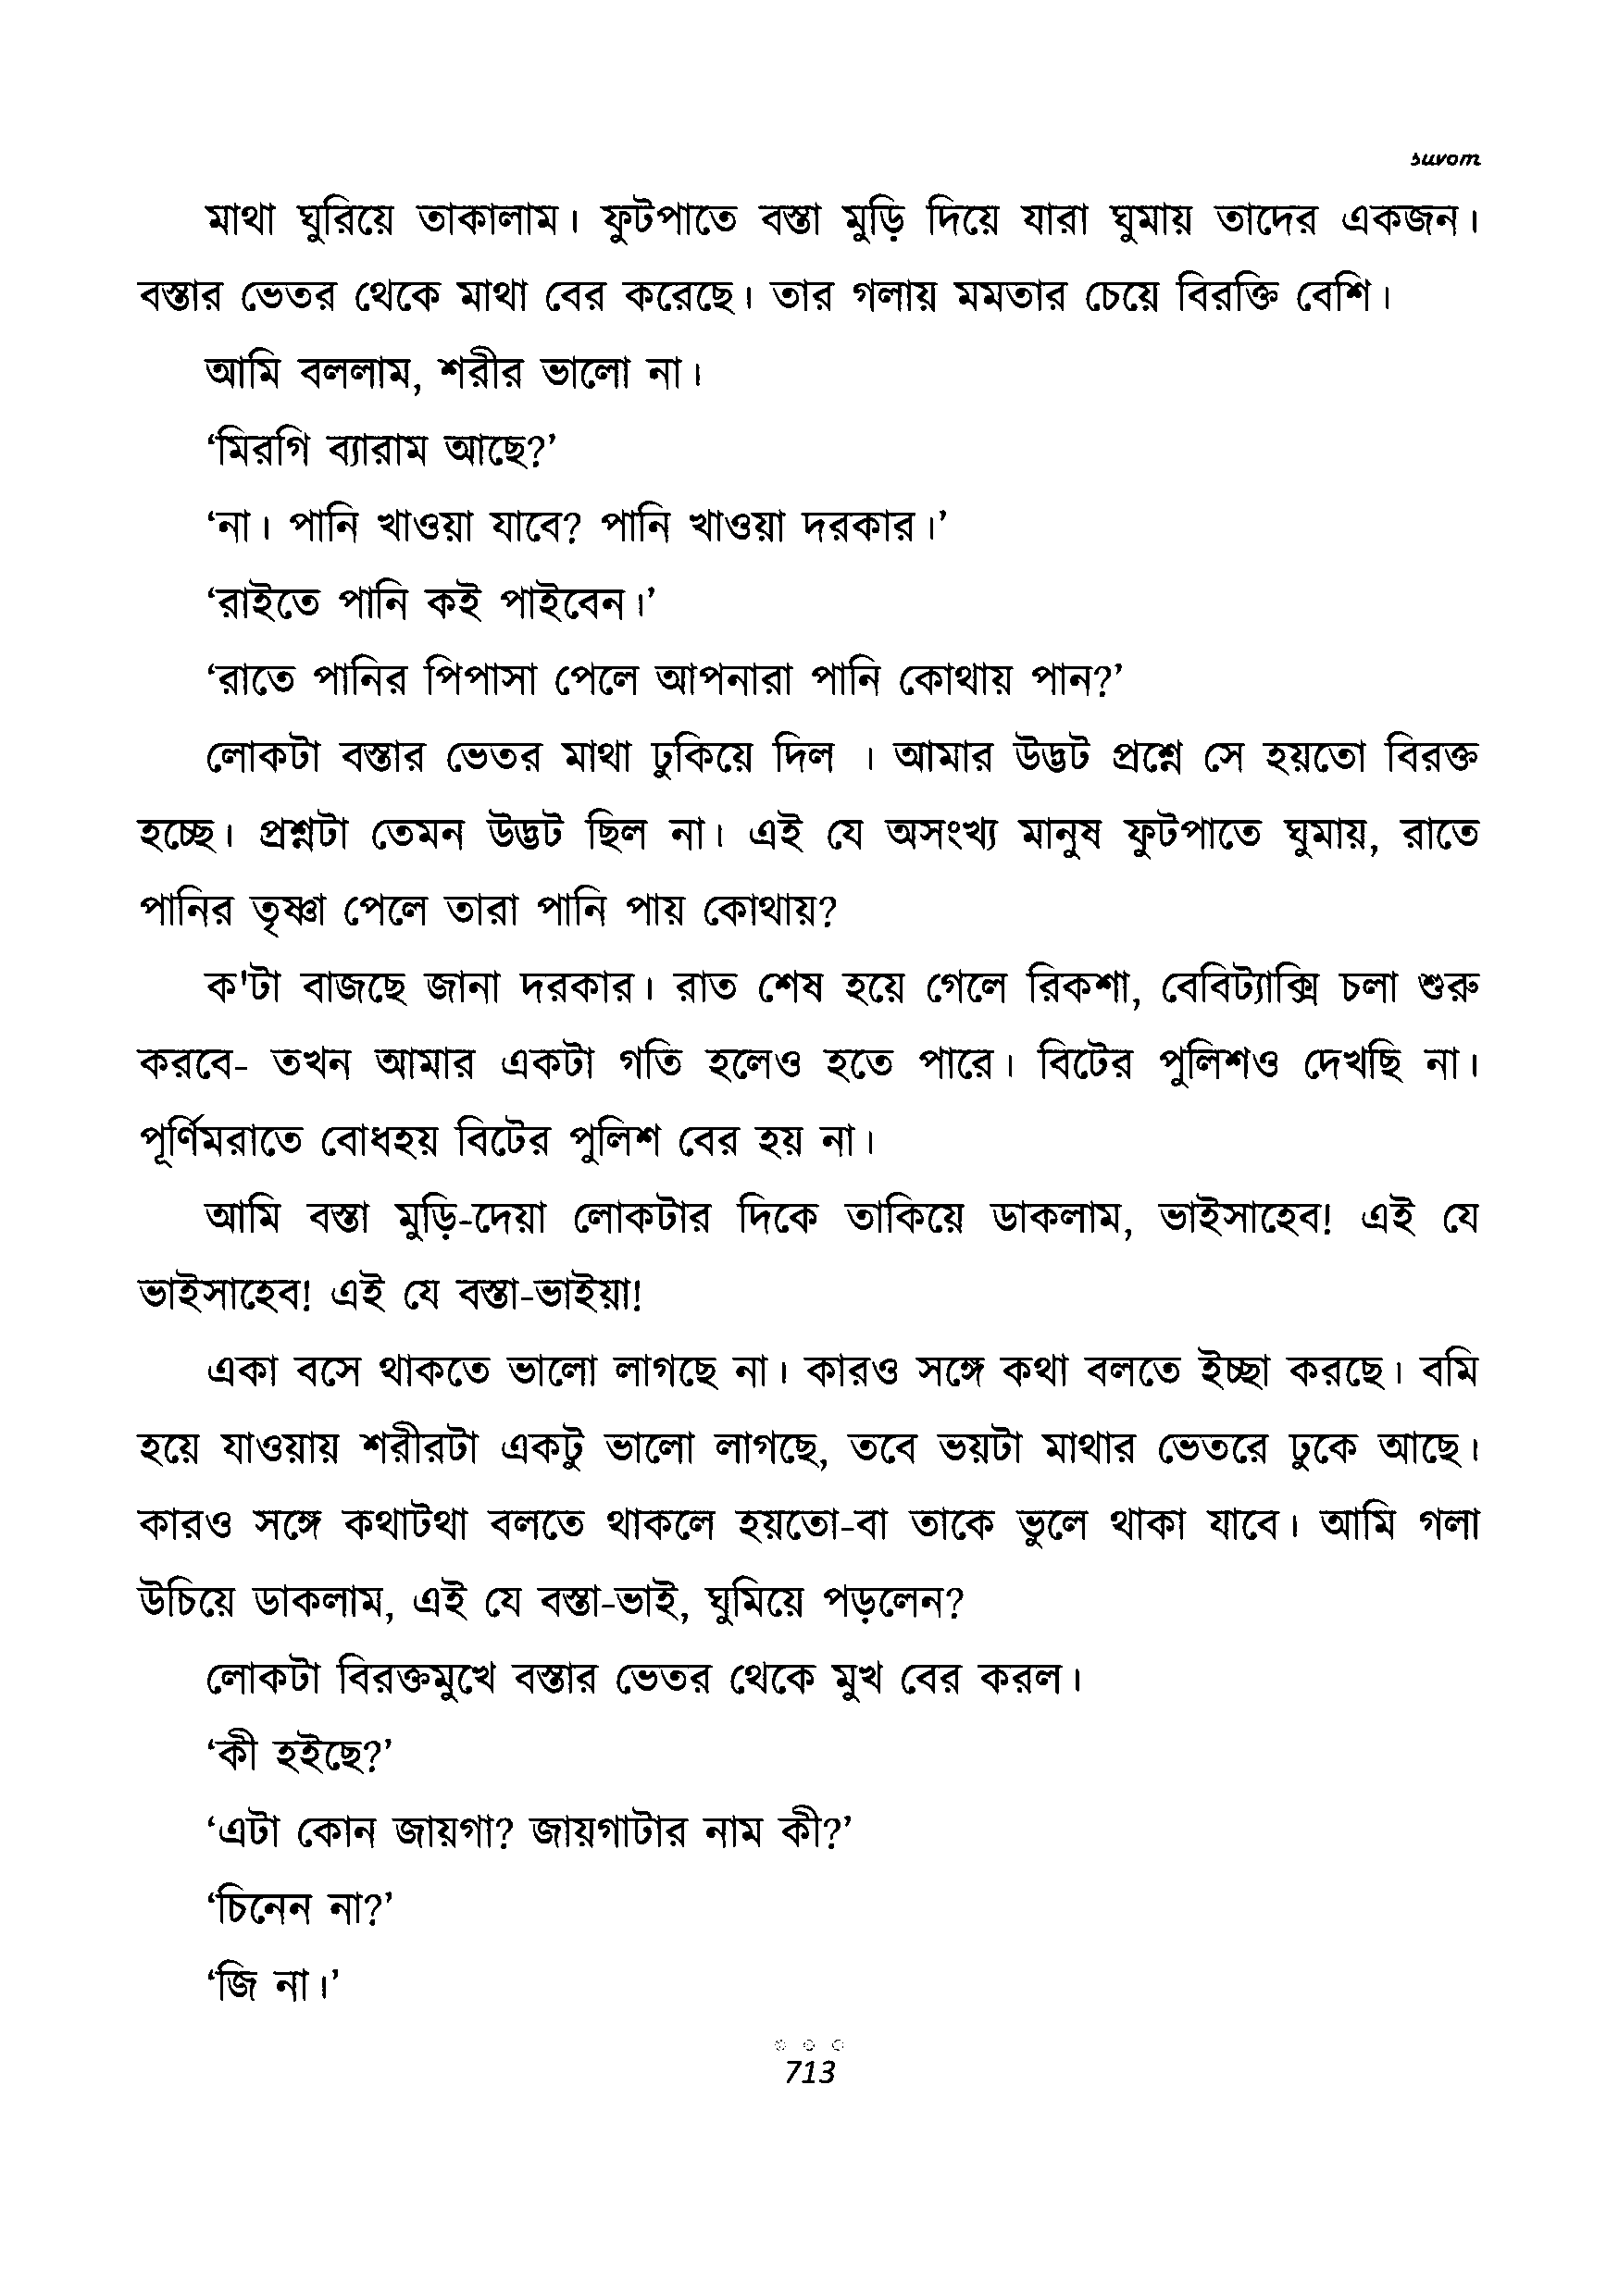 suvom
মাথা ঘুরিয়ে তাকালাম। ফুটপাতে বস্তা মুড়ি দিয়ে যারা ঘুমায় তাদের একজন।
বস্তার ভেতর থেকে মাথা বের করেছে। তার গলায় মমতার চেয়ে বিরক্তি বেশি।
আমি বললাম, শরীর ভালো না।
‘মিরগি ব্যারাম আছে?’
‘না। পানি খাওয়া যাবে? পানি খাওয়া দরকার।’
‘রাইতে পানি কই পাইবেন।’
‘রাতে পানির পিপাসা পেলে আপনারা পানি কোথায় পান?’
লোকটা বস্তার ভেতর মাথা ঢুকিয়ে দিল । আমার উদ্ভট প্রশ্নে সে হয়তো বিরক্ত
হচ্ছে। প্রশ্নটা তেমন উদ্ভট ছিল না। এই যে অসংখ্য মানুষ ফুটপাতে ঘুমায়, রাতে
পানির তৃষ্ণা পেলে তারা পানি পায় কোথায়?
ক'টা বাজছে জানা দরকার। রাত শেষ হয়ে গেলে রিকশা, বেবিট্যাক্সি চলা শুরু
করবে- তখন আমার একটা গতি হলেও হতে পারে। বিটের পুলিশও দেখছি না।
পূর্ণিমরাতে বোধহয় বিটের পুলিশ বের হয় না।
আমি বস্তা মুড়ি-দেয়া লোকটার দিকে তাকিয়ে ডাকলাম, ভাইসাহেব! এই যে
ভাইসাহেব! এই যে বস্তা-ভাইয়া!
একা বসে থাকতে ভালো লাগছে না। কারও সঙ্গে কথা বলতে ইচ্ছা করছে। বমি
হয়ে যাওয়ায় শরীরটা একটু ভালো লাগছে, তবে ভয়টা মাথার ভেতরে ঢুকে আছে।
কারও সঙ্গে কথাটথা বলতে থাকলে হয়তো-বা তাকে ভুলে থাকা যাবে। আমি গলা
উচিয়ে ডাকলাম, এই যে বস্তা-ভাই, ঘুমিয়ে পড়লেন?
লোকটা বিরক্তমুখে বস্তার ভেতর থেকে মুখ বের করল।
‘কী হইছে?’
‘এটা কোন জায়গা? জায়গাটার নাম কী?’
‘চিনেন না?’
‘জি না।’
713